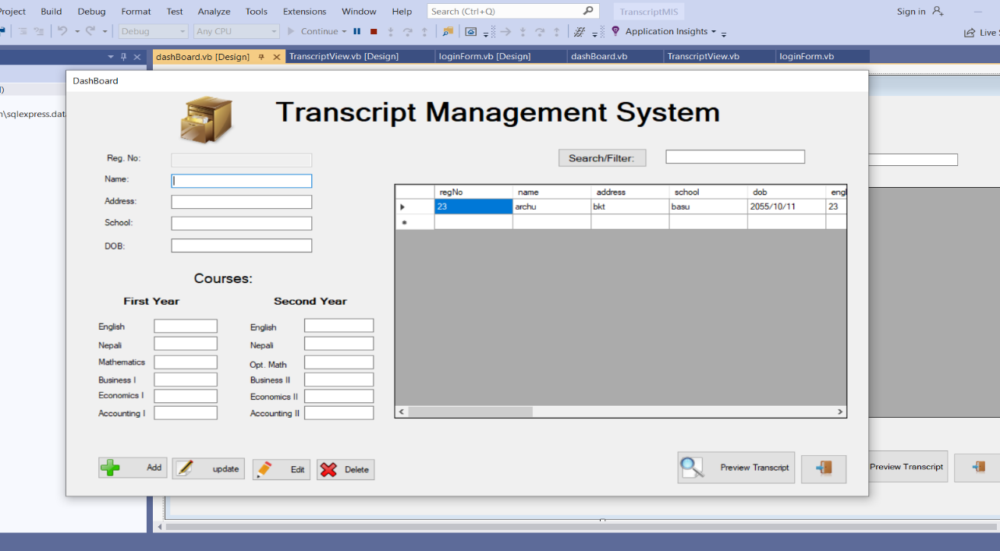 Project Build Debug Format Test Analyze Tools Extensions Window Help Search (Ctrl+Q) TranscriptMIS Sign in
Debug Any CPU Continue Application Insights Live
dashBoard.vb [Design] TranscriptView.vb [Design] loginForm.vb [Design] dashBoard.vb TranscriptView.vb loginForm.vb
DashBoard
\sqlexpress.dat
Transcript Management System
Reg. No:
Search/Filter:
Name:
Address:
School:
DOB:
regNo name address school dob engl
23 archu bkt basu 2055/10/11 23
Courses:
First Year Second Year
English English
Nepali Nepali
Mathematics Opt. Math
Business I Business II
Economics I Economics II
Accounting I Accounting II
Add update Edit Delete Preview Transcript Preview Transcript